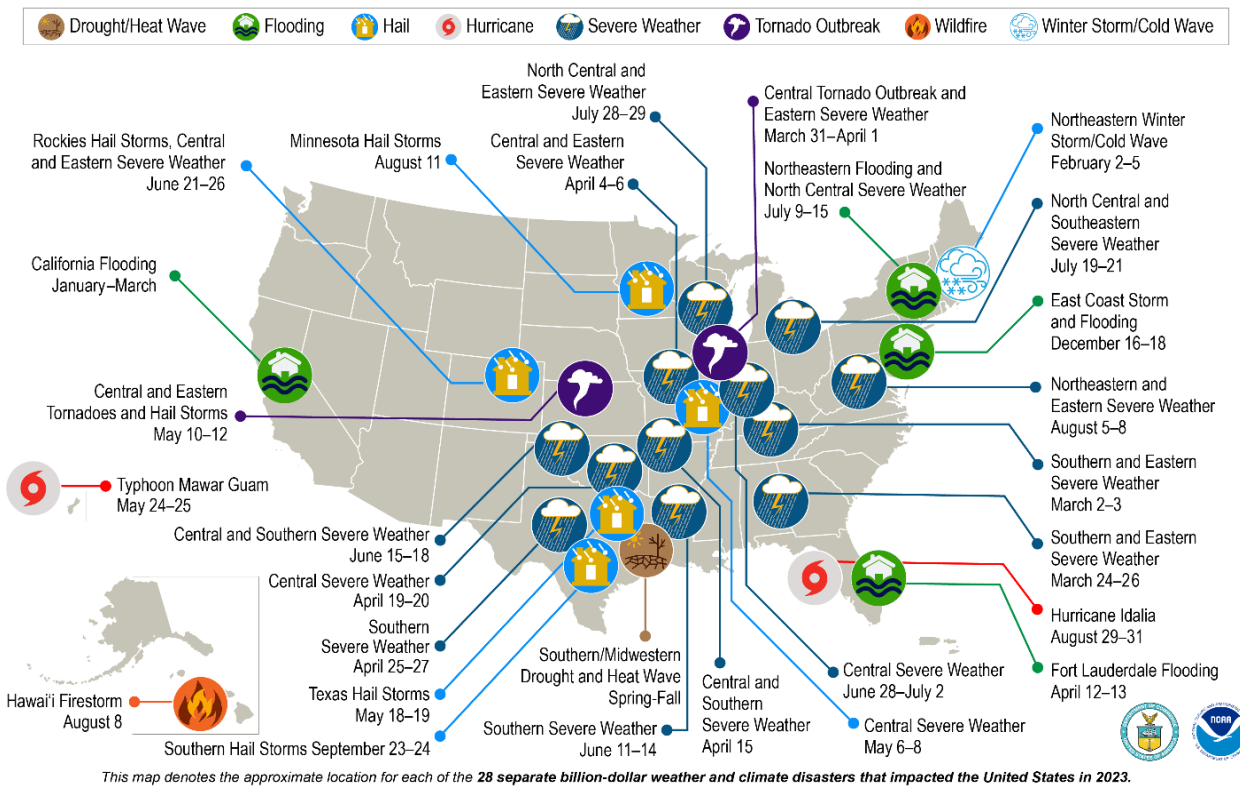 Drought/Heat Wave
Flooding
Hail
Hurricane
Severe Weather
Tornado Outbreak
Wildfire
Winter Storm/Cold Wave
North Central and
Eastern Severe Weather
July 28–29
Central Tornado Outbreak and
Eastern Severe Weather
March 31–April 1
Northeastern Winter
Storm/Cold Wave
February 2–5
Rockies Hail Storms, Central
and Eastern Severe Weather
June 21–26
Minnesota Hail Storms
August 11
Central and Eastern
Severe Weather
April 4–6
Northeastern Flooding and
North Central Severe Weather
July 9–15
North Central and
Southeastern
Severe Weather
July 19–21
California Flooding
January–March
East Coast Storm
and Flooding
December 16–18
Central and Eastern
Tornadoes and Hail Storms
May 10–12
Northeastern and
Eastern Severe Weather
August 5–8
Southern and Eastern
Severe Weather
March 2–3
Typhoon Mawar Guam
May 24–25
Central and Southern Severe Weather
June 15–18
Southern and Eastern
Severe Weather
March 24–26
Central Severe Weather
April 19–20
Hurricane Idalia
August 29–31
Southern
Severe Weather
April 25–27
Southern/Midwestern
Drought and Heat Wave
Spring-Fall
Central and
Southern
Severe Weather
April 15
Central Severe Weather
June 28–July 2
Fort Lauderdale Flooding
April 12–13
Hawai‘i Firestorm
August 8
Texas Hail Storms
May 18–19
Southern Severe Weather
June 11–14
Central Severe Weather
May 6–8
Southern Hail Storms September 23–24
NOAA
This map denotes the approximate location for each of the 28 separate billion-dollar weather and climate disasters that impacted the United States in 2023.